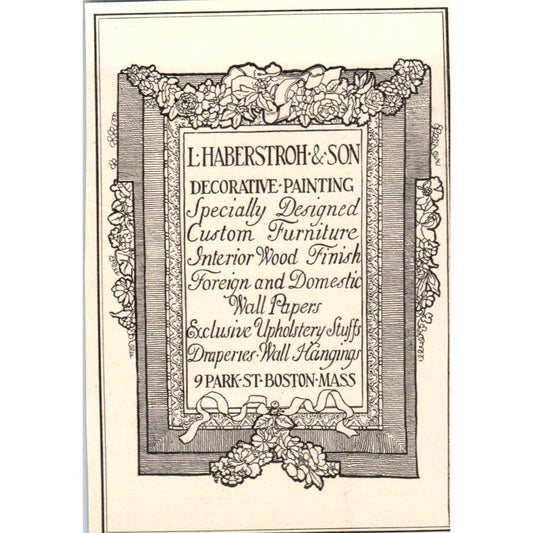 L·HABERSTROH·&·SON
DECORATIVE·PAINTING
Specially Designed
Custom Furniture
Interior Wood Finish
Foreign and Domestic
Wall Papers
Exclusive Upholstery Stuffs
Draperies·Wall Hangings
9 PARK·ST·BOSTON·MASS